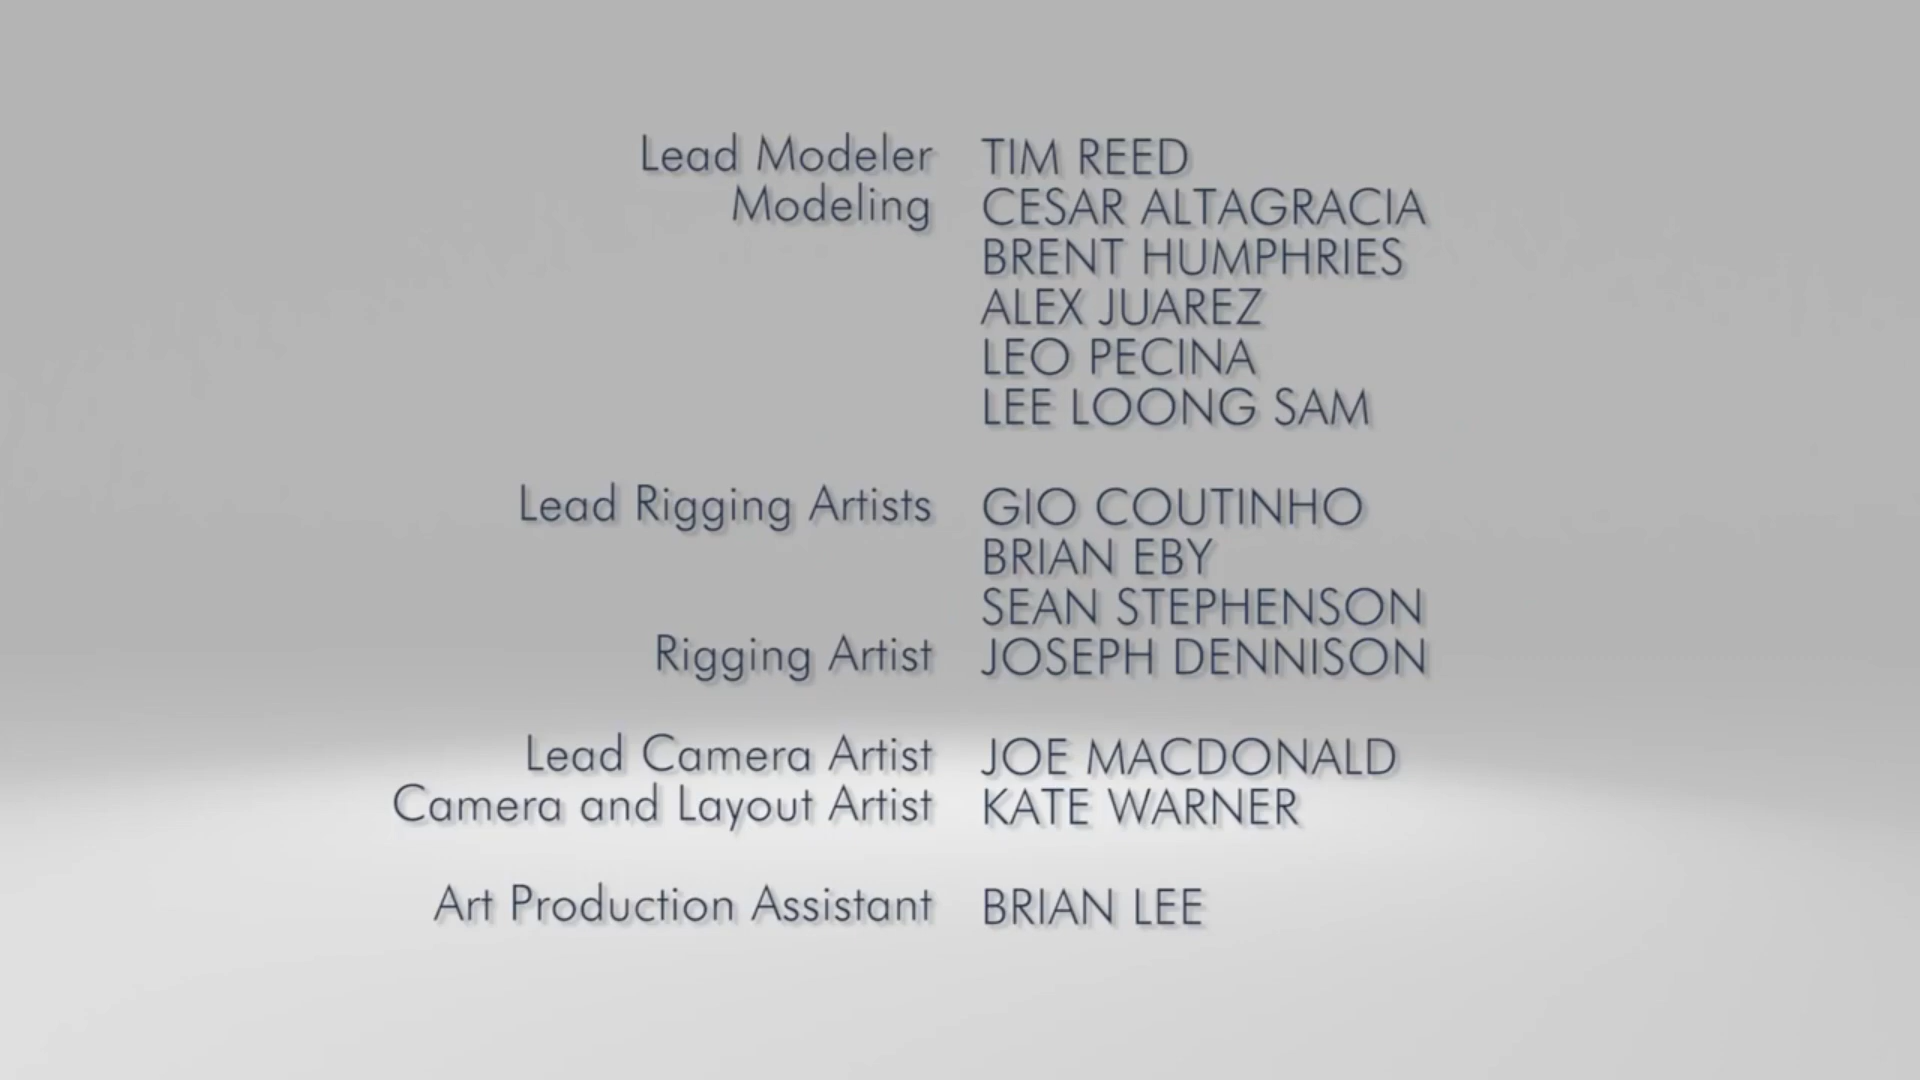 Lead Modeler TIM REED
Modeling CESAR ALTAGRACIA
BRENT HUMPHRIES
ALEX JUAREZ
LEO PECINA
LEE LOONG SAM
Lead Rigging Artists GIO COUTINHO
BRIAN EBY
SEAN STEPHENSON
Rigging Artist JOSEPH DENNISON
Lead Camera Artist JOE MACDONALD
Camera and Layout Artist KATE WARNER
Art Production Assistant BRIAN LEE